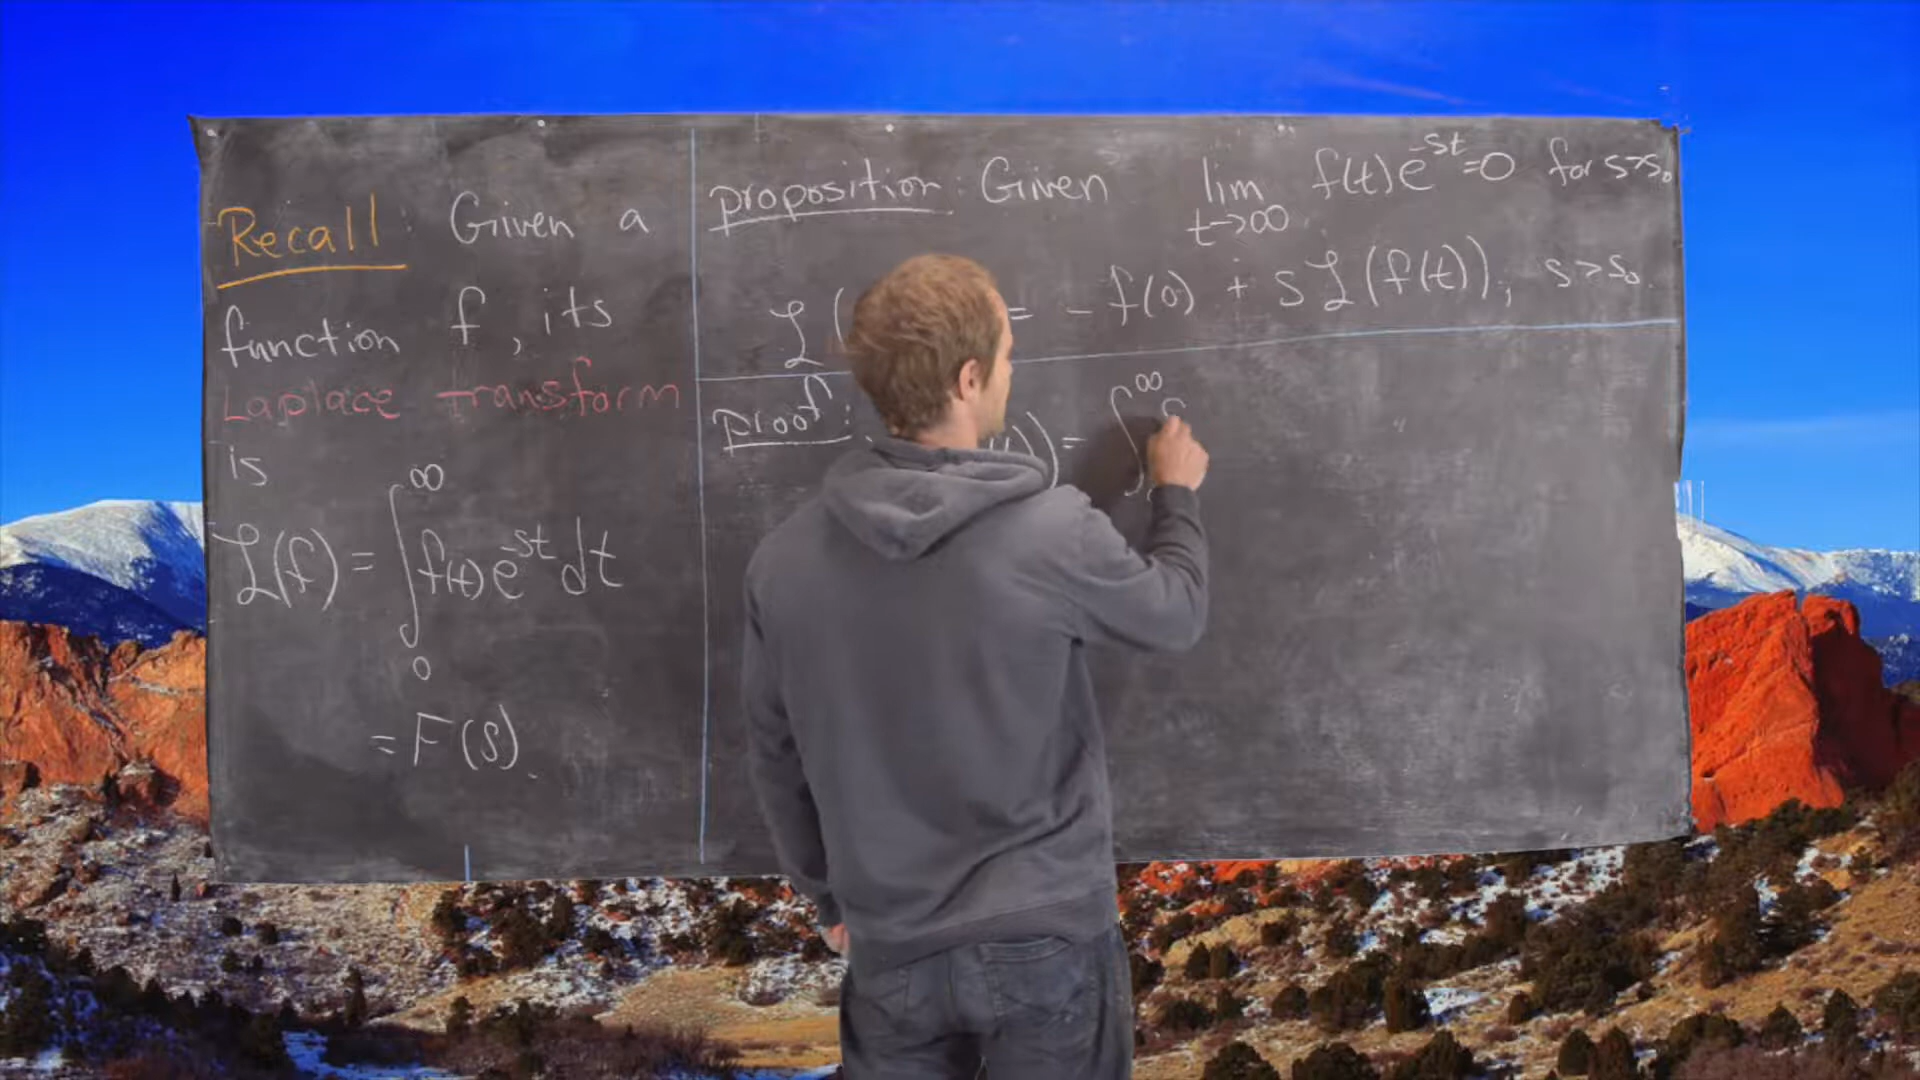 Recall: Given a
function f, its
Laplace transform
is
ℒ(f) = ∫₀^∞ f(t) e^{-st} dt
= F(s).
proposition: Given lim_{t→∞} f(t) e^{-st} = 0 for s>s₀
ℒ( = -f(0) + sℒ(f(t)), s>s₀.
proof: ) = ∫^∞